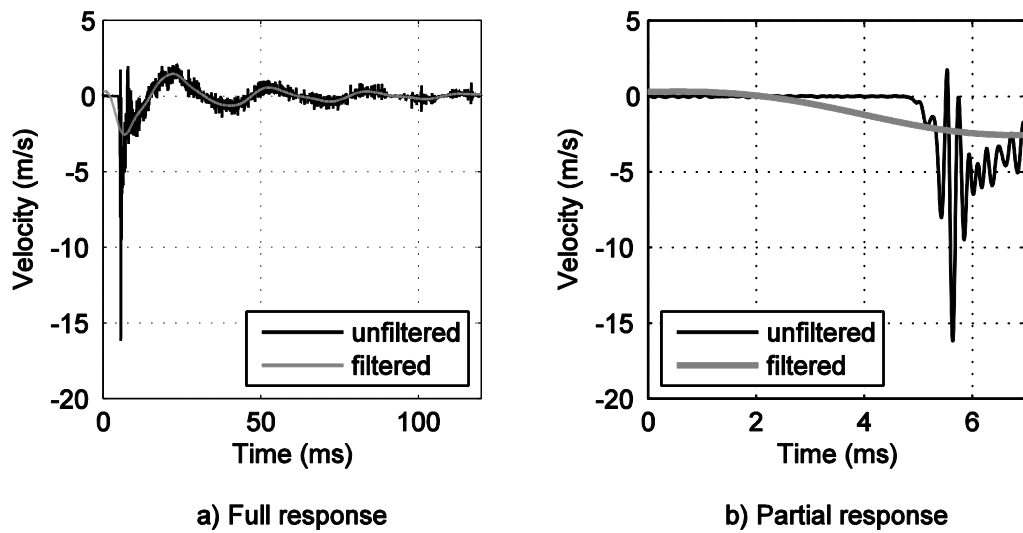 5
0
-5
-10
-15
-20
Velocity (m/s)
unfiltered
filtered
0 50 100
Time (ms)
a) Full response
5
0
-5
-10
-15
-20
Velocity (m/s)
unfiltered
filtered
0 2 4 6
Time (ms)
b) Partial response